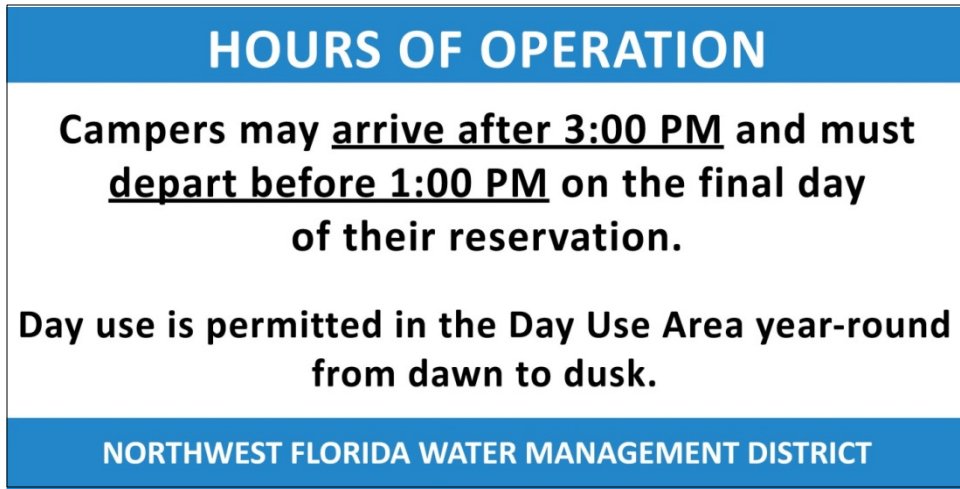 HOURS OF OPERATION
Campers may arrive after 3:00 PM and must
depart before 1:00 PM on the final day
of their reservation.
Day use is permitted in the Day Use Area year-round
from dawn to dusk.
NORTHWEST FLORIDA WATER MANAGEMENT DISTRICT